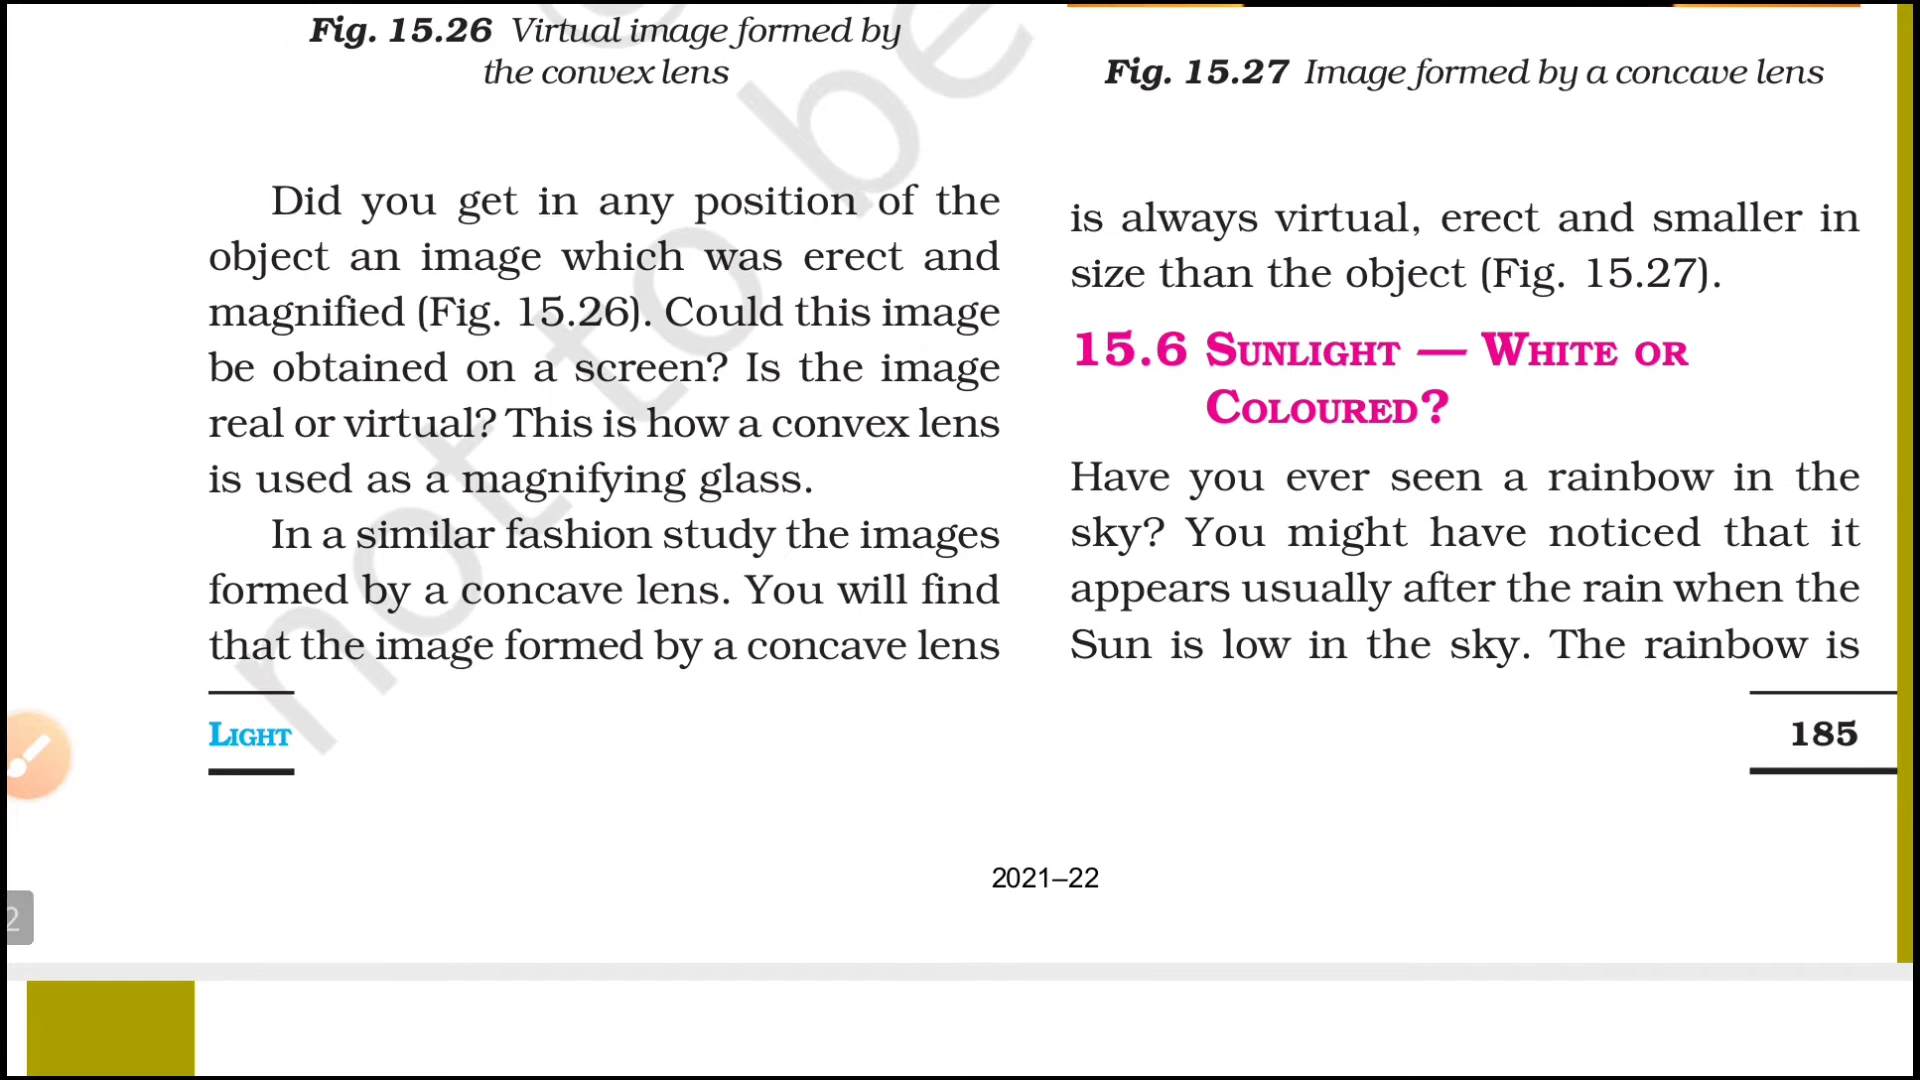 Fig. 15.26 Virtual image formed by
the convex lens
Did you get in any position of the
object an image which was erect and
magnified (Fig. 15.26). Could this image
be obtained on a screen? Is the image
real or virtual? This is how a convex lens
is used as a magnifying glass.
In a similar fashion study the images
formed by a concave lens. You will find
that the image formed by a concave lens
Fig. 15.27 Image formed by a concave lens
is always virtual, erect and smaller in
size than the object (Fig. 15.27).
15.6 SUNLIGHT — WHITE OR
COLOURED?
Have you ever seen a rainbow in the
sky? You might have noticed that it
appears usually after the rain when the
Sun is low in the sky. The rainbow is
LIGHT
185
2021–22
2
not to be